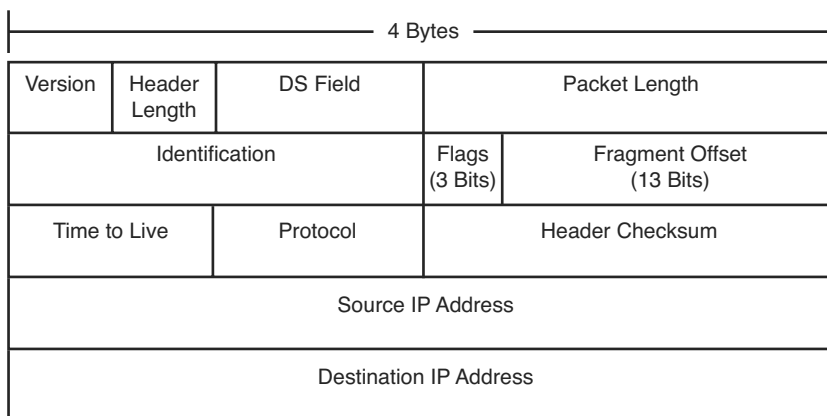 4 Bytes
Version
Header
Length
DS Field
Packet Length
Identification
Flags
(3 Bits)
Fragment Offset
(13 Bits)
Time to Live
Protocol
Header Checksum
Source IP Address
Destination IP Address